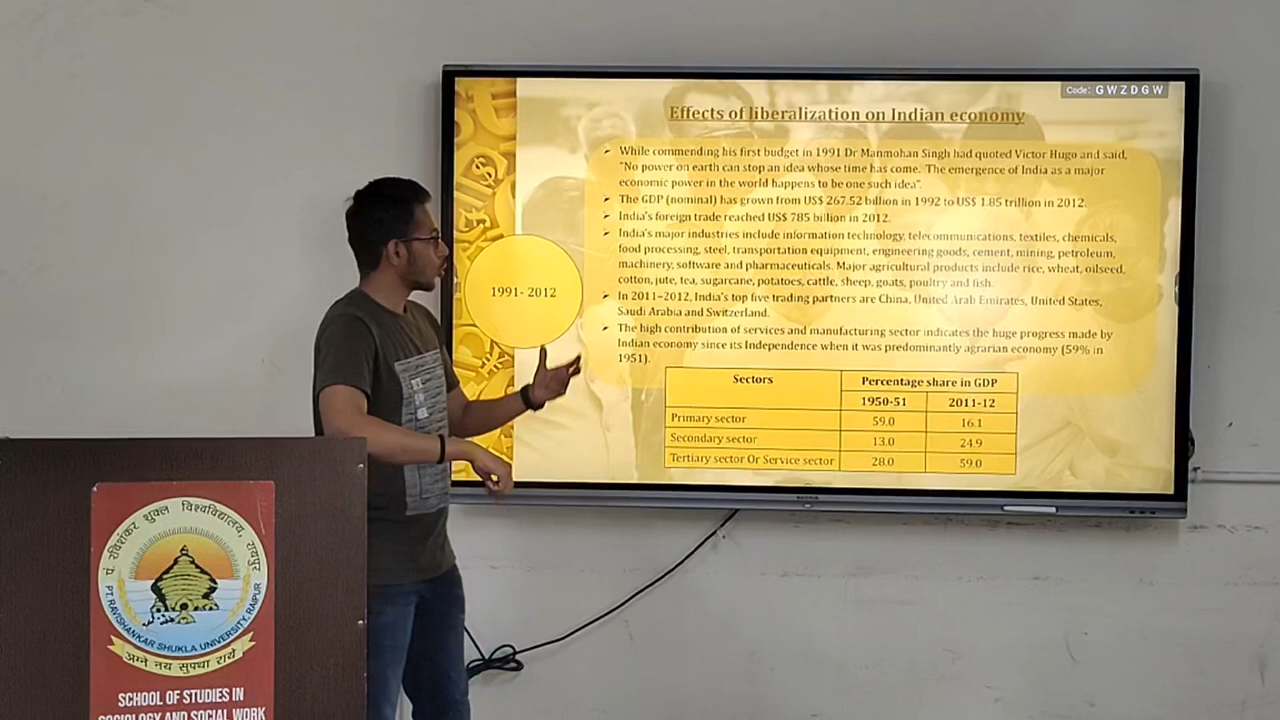 Code: GWZDGW
Effects of liberalization on Indian economy
While commending his first budget in 1991 Dr Manmohan Singh had quoted Victor Hugo and said,
"No power on earth can stop an idea whose time has come. The emergence of India as a major
economic power in the world happens to be one such idea".
The GDP (nominal) has grown from US$ 267.52 billion in 1992 to US$ 1.85 trillion in 2012.
India's foreign trade reached US$ 785 billion in 2012.
India's major industries include information technology, telecommunications, textiles, chemicals,
food processing, steel, transportation equipment, engineering goods, cement, mining, petroleum,
machinery, software and pharmaceuticals. Major agricultural products include rice, wheat, oilseed,
cotton, jute, tea, sugarcane, potatoes, cattle, sheep, goats, poultry and fish.
In 2011–2012, India's top five trading partners are China, United Arab Emirates, United States,
Saudi Arabia and Switzerland.
The high contribution of services and manufacturing sector indicates the huge progress made by
Indian economy since its Independence when it was predominantly agrarian economy (59% in
1951).
1991- 2012
Sectors Percentage share in GDP
1950-51 2011-12
Primary sector 59.0 16.1
Secondary sector 13.0 24.9
Tertiary sector Or Service sector 28.0 59.0
पं. रविशंकर शुक्ल विश्वविद्यालय, रायपुर
PT. RAVISHANKAR SHUKLA UNIVERSITY, RAIPUR
अग्ने नय सुपथा राये
SCHOOL OF STUDIES IN
SOCIOLOGY AND SOCIAL WORK